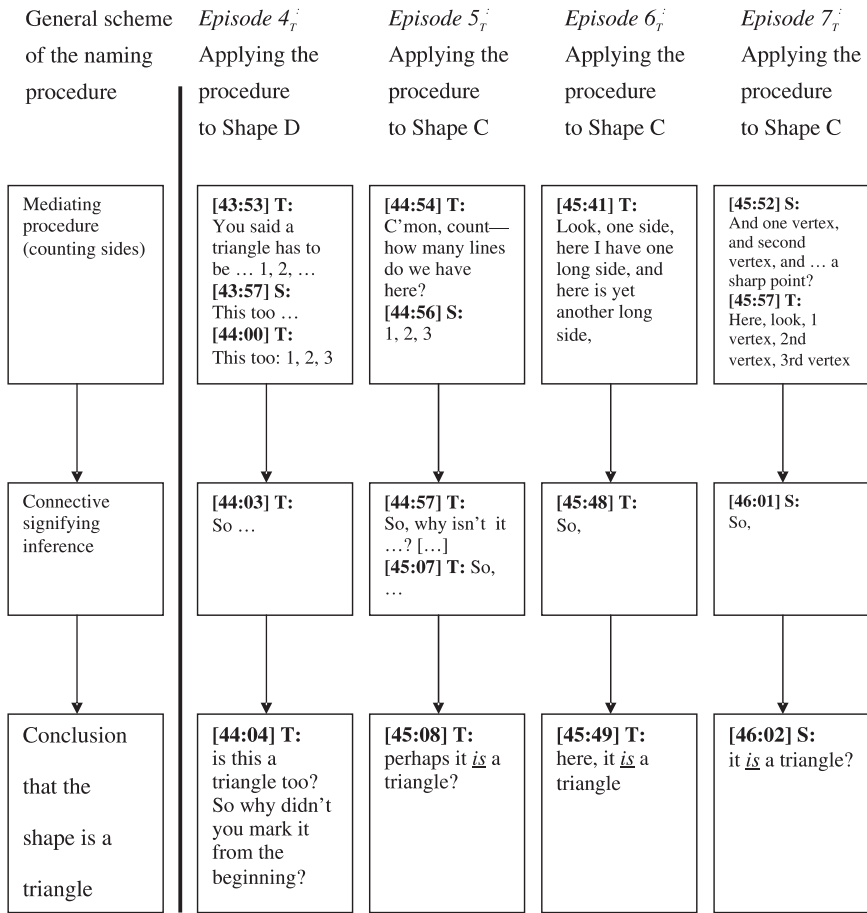 General scheme
of the naming
procedure
Episode 4T:
Applying the
procedure
to Shape D
Episode 5T:
Applying the
procedure
to Shape C
Episode 6T:
Applying the
procedure
to Shape C
Episode 7T:
Applying the
procedure
to Shape C
Mediating
procedure
(counting sides)
[43:53] T:
You said a
triangle has to
be … 1, 2, …
[43:57] S:
This too …
[44:00] T:
This too: 1, 2, 3
[44:54] T:
C’mon, count—
how many lines
do we have
here?
[44:56] S:
1, 2, 3
[45:41] T:
Look, one side,
here I have one
long side, and
here is yet
another long
side,
[45:52] S:
And one vertex,
and second
vertex, and … a
sharp point?
[45:57] T:
Here, look, 1
vertex, 2nd
vertex, 3rd vertex
Connective
signifying
inference
[44:03] T:
So …
[44:57] T:
So, why isn’t it
…? […]
[45:07] T: So,
…
[45:48] T:
So,
[46:01] S:
So,
Conclusion
that the
shape is a
triangle
[44:04] T:
is this a
triangle too?
So why didn’t
you mark it
from the
beginning?
[45:08] T:
perhaps it is a
triangle?
[45:49] T:
here, it is a
triangle
[46:02] S:
it is a triangle?